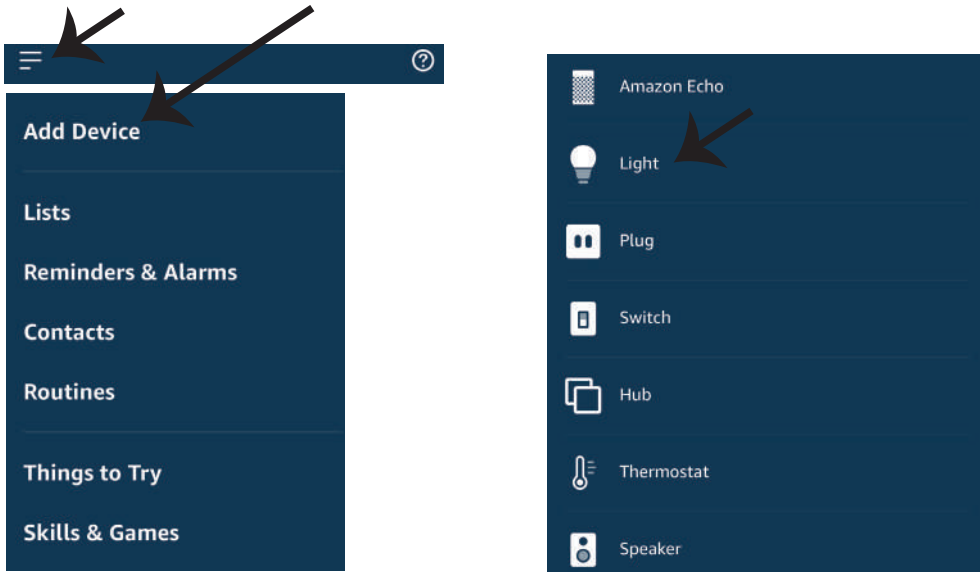 ?
Add Device
Lists
Reminders & Alarms
Contacts
Routines
Things to Try
Skills & Games
Amazon Echo
Light
Plug
Switch
Hub
Thermostat
Speaker